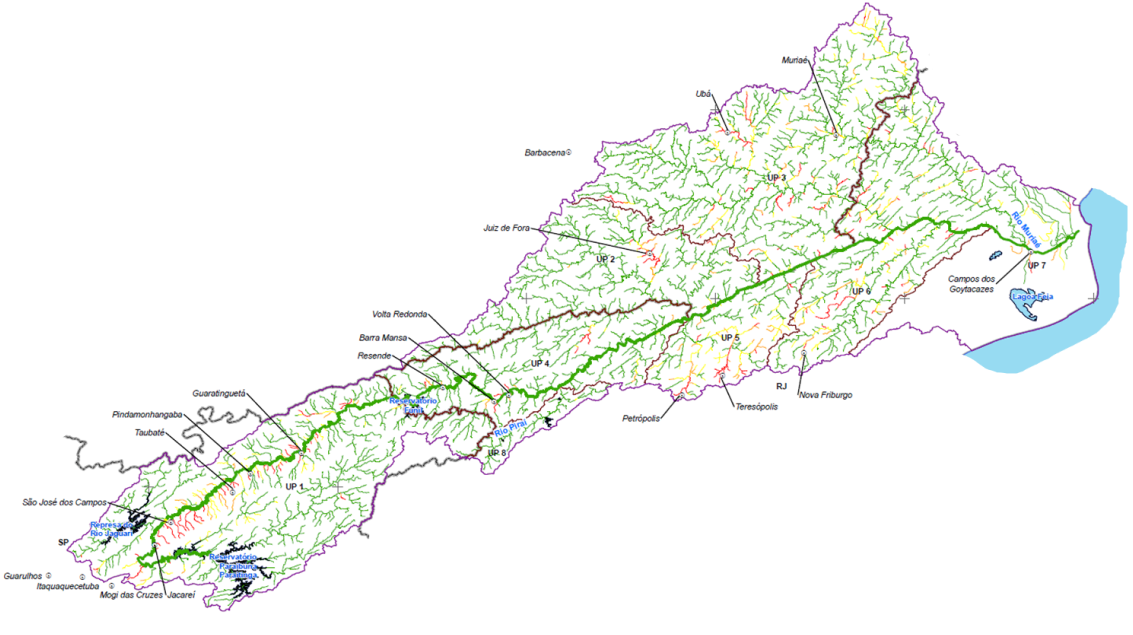 Muriaé
Ubá
Barbacena
UP 3
Juiz de Fora
UP 2
Rio Muriaé
UP 7
Campos dos
Goytacazes
Lagoa Feia
UP 6
Volta Redonda
Barra Mansa
Resende
UP 4
UP 5
RJ
Nova Friburgo
Teresópolis
Petrópolis
Guaratinguetá
Pindamonhangaba
Taubaté
Reservatório
Funil
Rio Piraí
UP 8
UP 1
São José dos Campos
Represa do
Rio Jaguari
SP
Reservatório
Paraibuna
Paraitinga
Guarulhos
Itaquaquecetuba
Mogi das Cruzes
Jacareí